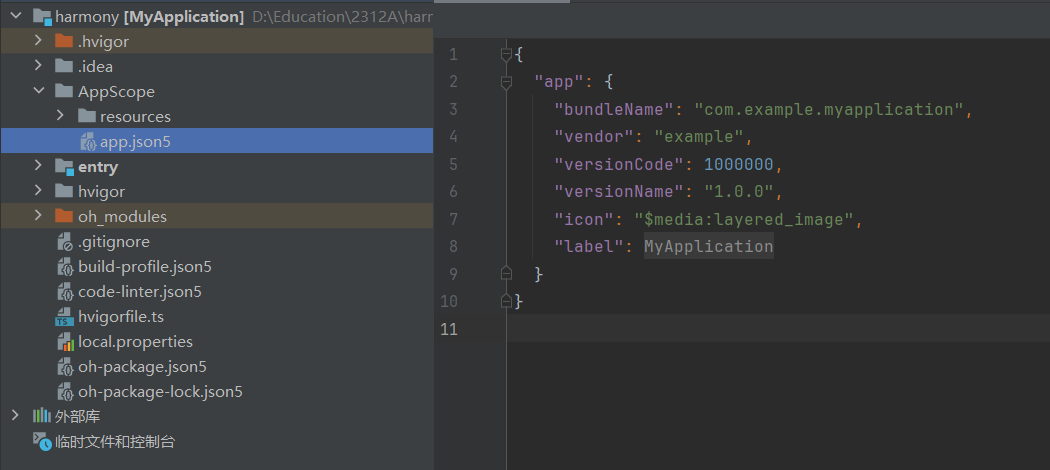 harmony [MyApplication] D:\Education\2312A\harr
.hvigor
.idea
AppScope
resources
app.json5
entry
hvigor
oh_modules
.gitignore
build-profile.json5
code-linter.json5
hvigorfile.ts
local.properties
oh-package.json5
oh-package-lock.json5
外部库
临时文件和控制台
1 {
2 "app": {
3 "bundleName": "com.example.myapplication",
4 "vendor": "example",
5 "versionCode": 1000000,
6 "versionName": "1.0.0",
7 "icon": "$media:layered_image",
8 "label": MyApplication
9 }
10 }
11